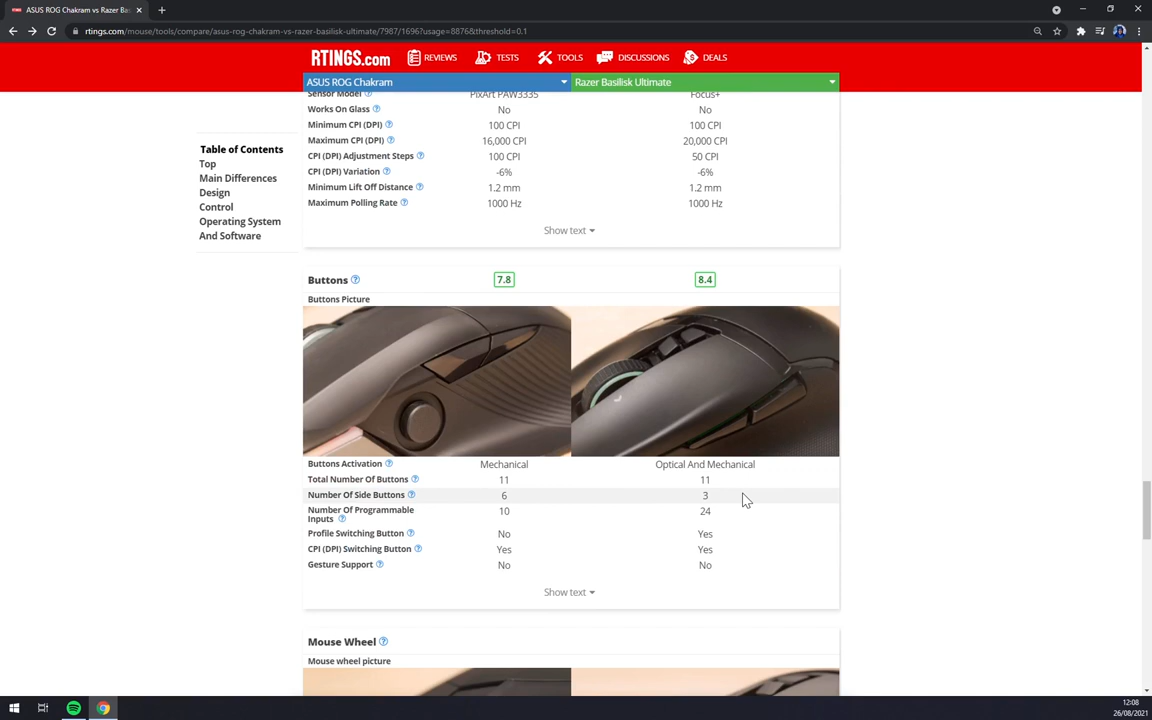 ASUS ROG Chakram vs Razer Bas
rtings.com/mouse/tools/compare/asus-rog-chakram-vs-razer-basilisk-ultimate/7987/1696?usage=8876&threshold=0.1
RTINGS.com REVIEWS TESTS TOOLS DISCUSSIONS DEALS
ASUS ROG Chakram Razer Basilisk Ultimate
Sensor Model PixArt PAW3335 Focus+
Works On Glass No No
Minimum CPI (DPI) 100 CPI 100 CPI
Maximum CPI (DPI) 16,000 CPI 20,000 CPI
CPI (DPI) Adjustment Steps 100 CPI 50 CPI
CPI (DPI) Variation -6% -6%
Minimum Lift Off Distance 1.2 mm 1.2 mm
Maximum Polling Rate 1000 Hz 1000 Hz
Show text
Table of Contents
Top
Main Differences
Design
Control
Operating System
And Software
Buttons 7.8 8.4
Buttons Picture
Buttons Activation Mechanical Optical And Mechanical
Total Number Of Buttons 11 11
Number Of Side Buttons 6 3
Number Of Programmable
Inputs 10 24
Profile Switching Button No Yes
CPI (DPI) Switching Button Yes Yes
Gesture Support No No
Show text
Mouse Wheel
Mouse wheel picture
12:08
26/08/2021